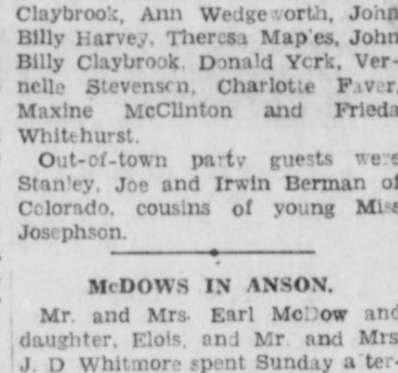 Claybrook, Ann Wedgeworth, John
Billy Harvey, Theresa Maples, John
Billy Claybrook, Donald York, Ver-
nelle Stevenson, Charlotte Faver,
Maxine McClinton and Frieda
Whitehurst.
Out-of-town party guests were
Stanley, Joe and Irwin Berman of
Colorado, cousins of young Miss
Josephson.
McDOWS IN ANSON.
Mr. and Mrs. Earl McDow and
daughter, Elois, and Mr. and Mrs
J. D Whitmore spent Sunday after-